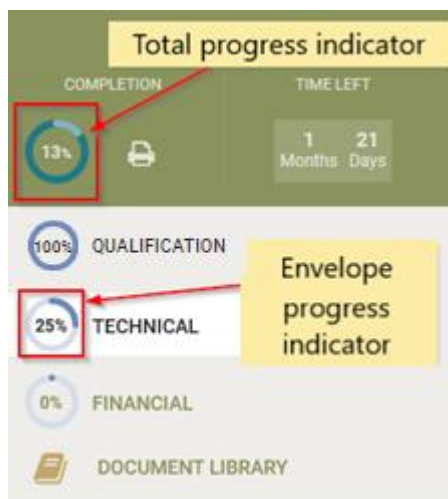 Total progress indicator
COMPLETION
TIME LEFT
13%
1 21
Months Days
100% QUALIFICATION
Envelope
progress
indicator
25% TECHNICAL
0% FINANCIAL
DOCUMENT LIBRARY